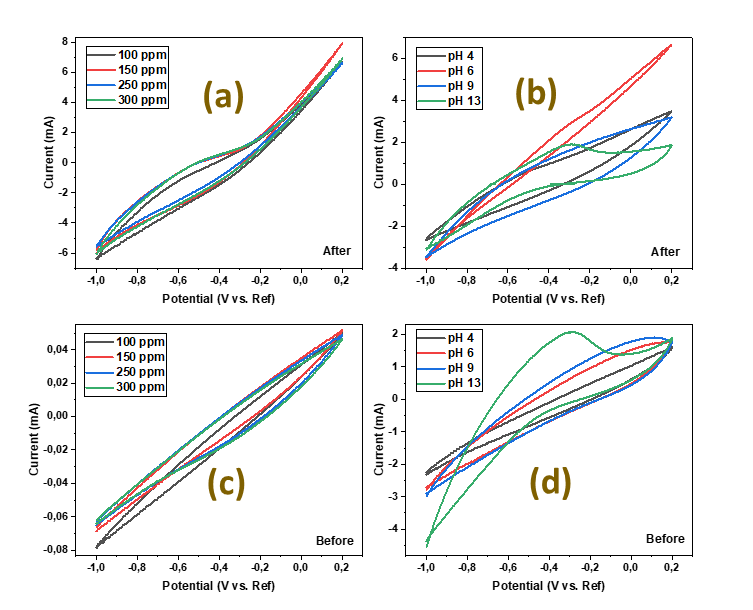 8
6
4
2
0
-2
-4
-6
100 ppm
150 ppm
250 ppm
300 ppm
(a)
After
Current (mA)
-1,0 -0,8 -0,6 -0,4 -0,2 0,0 0,2
Potential (V vs. Ref)
6
4
2
0
-2
-4
pH 4
pH 6
pH 9
pH 13
(b)
After
Current (mA)
-1,0 -0,8 -0,6 -0,4 -0,2 0,0 0,2
Potential (V vs. Ref)
0,04
0,02
0,00
-0,02
-0,04
-0,06
-0,08
100 ppm
150 ppm
250 ppm
300 ppm
(c)
Before
Current (mA)
-1,0 -0,8 -0,6 -0,4 -0,2 0,0 0,2
Potential (V vs. Ref)
2
1
0
-1
-2
-3
-4
pH 4
pH 6
pH 9
pH 13
(d)
Before
Current (mA)
-1,0 -0,8 -0,6 -0,4 -0,2 0,0 0,2
Potential (V vs. Ref)